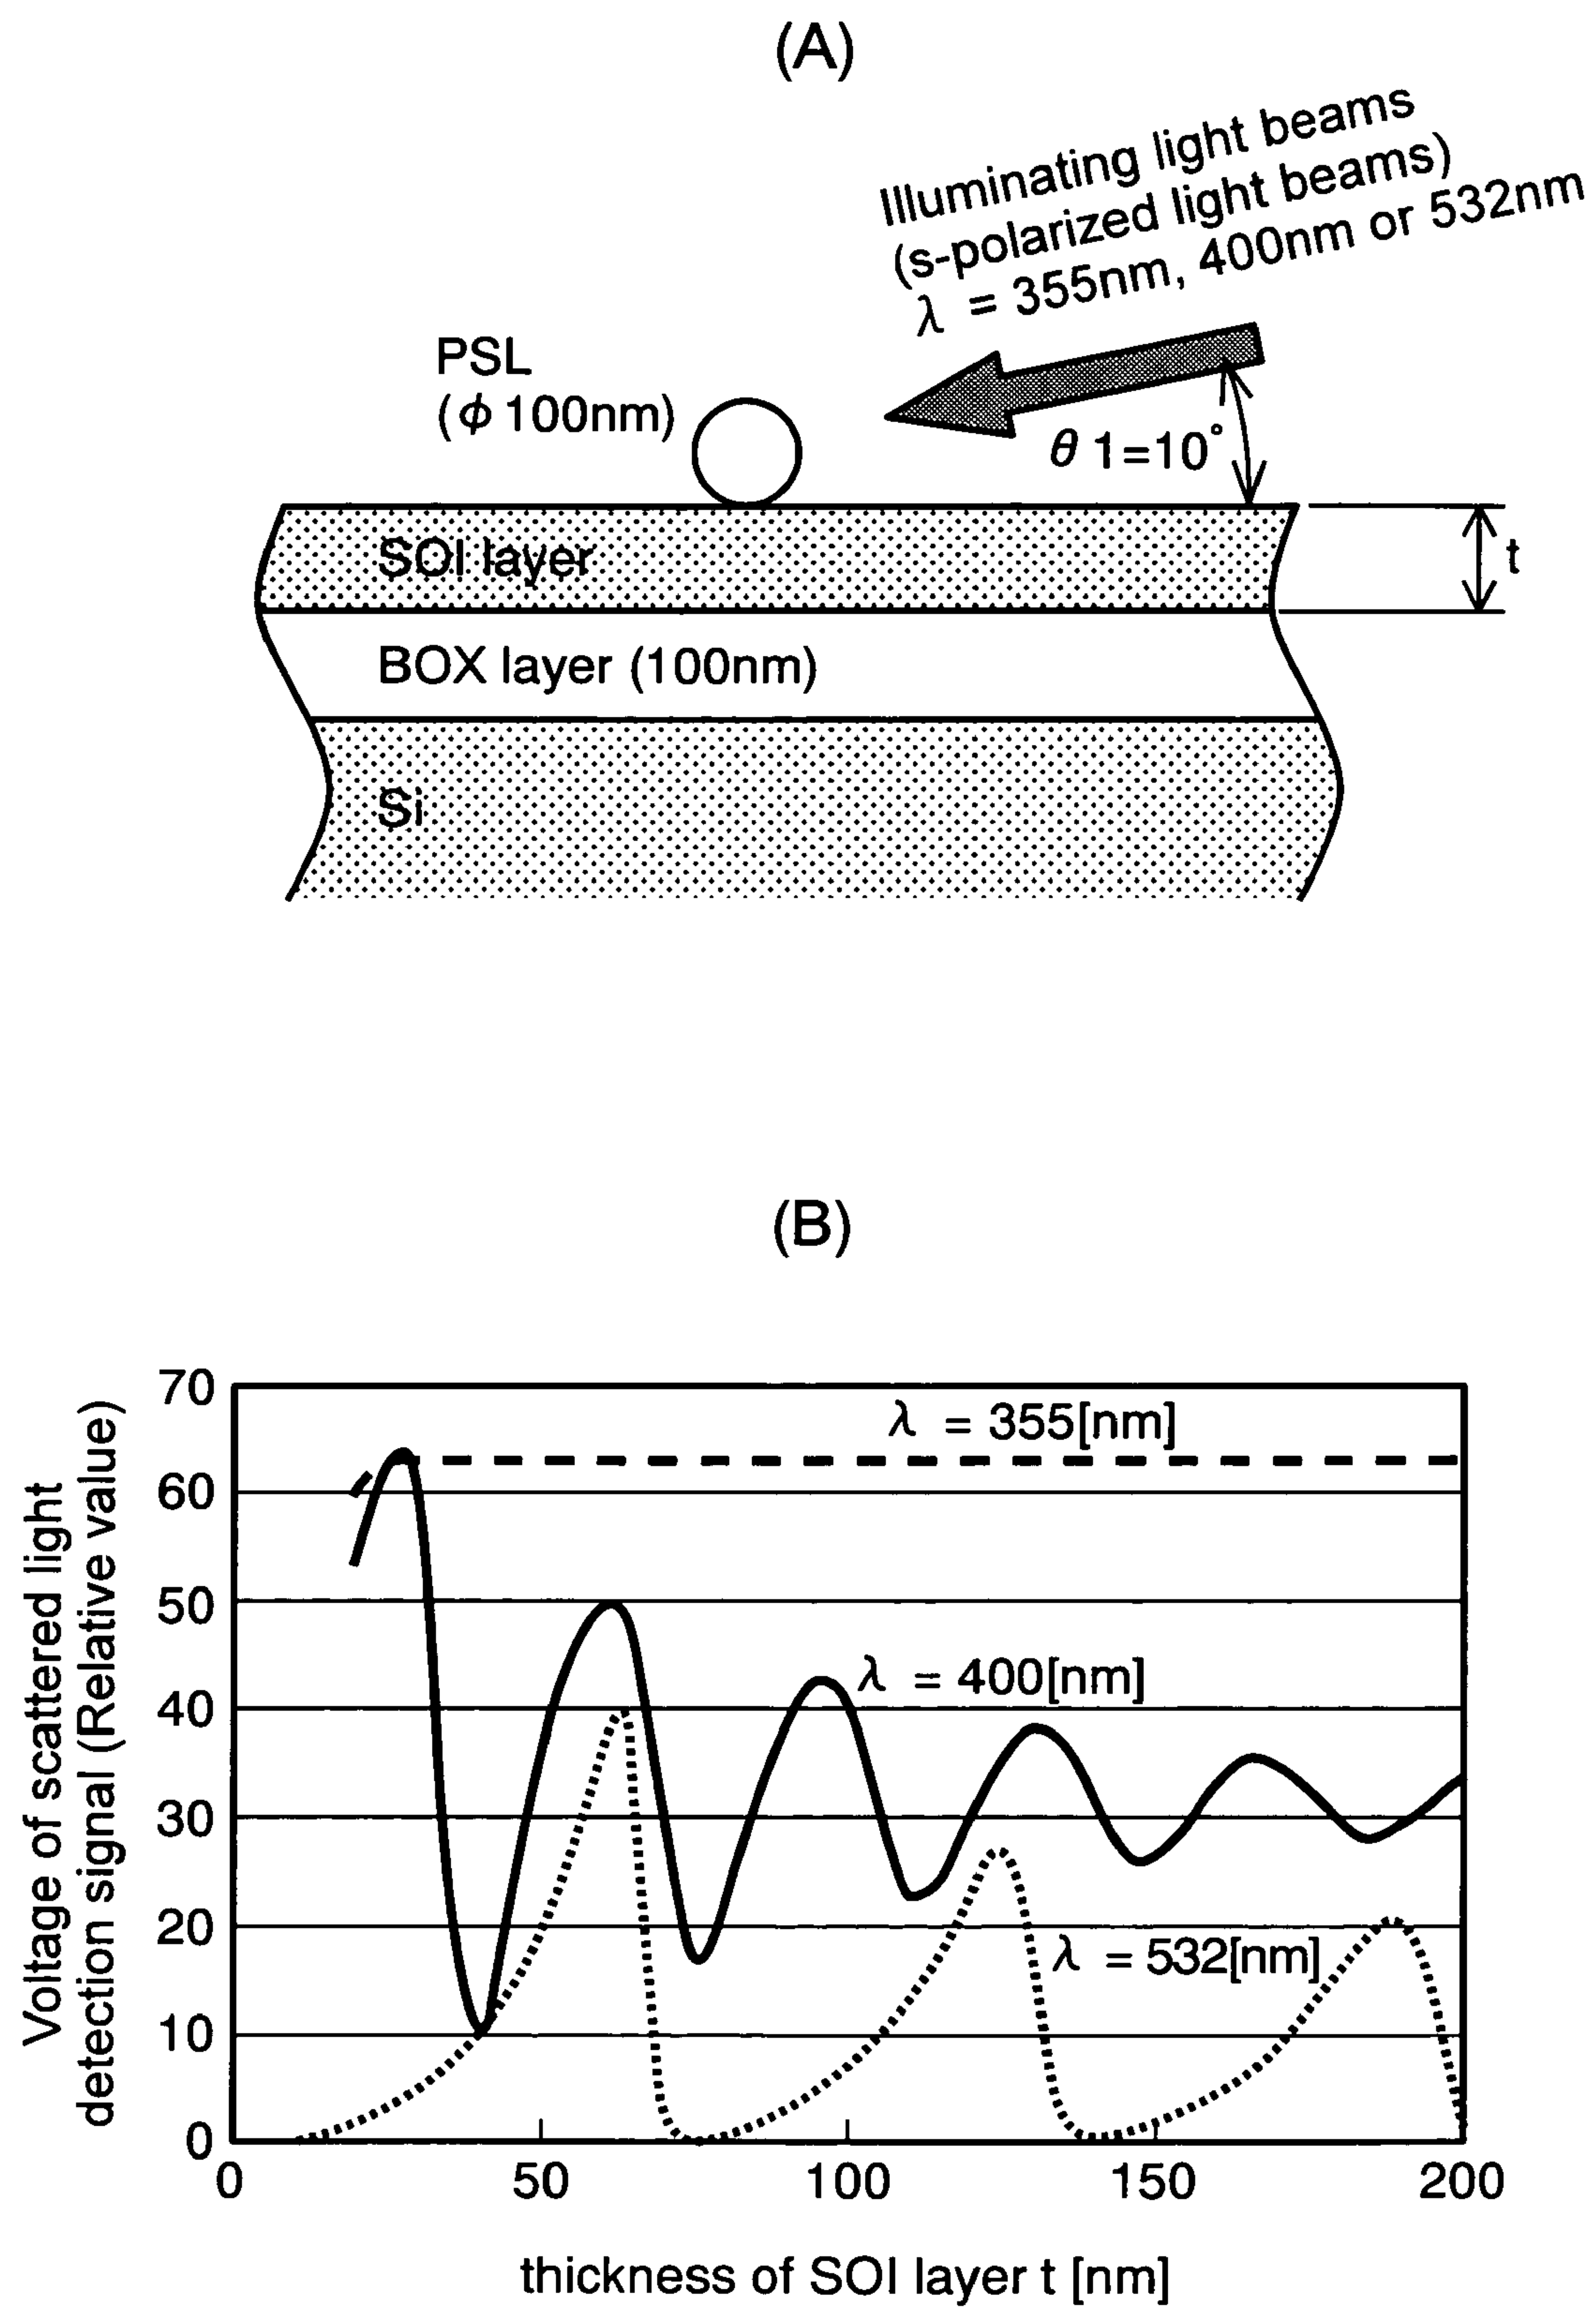 (A)
Illuminating light beams
(s-polarized light beams)
λ = 355nm, 400nm or 532nm
PSL
(ϕ 100nm)
θ 1=10°
SOI layer
t
BOX layer (100nm)
Si
(B)
Voltage of scattered light
detection signal (Relative value)
70
60
50
40
30
20
10
0
λ = 355[nm]
λ = 400[nm]
λ = 532[nm]
0 50 100 150 200
thickness of SOI layer t [nm]